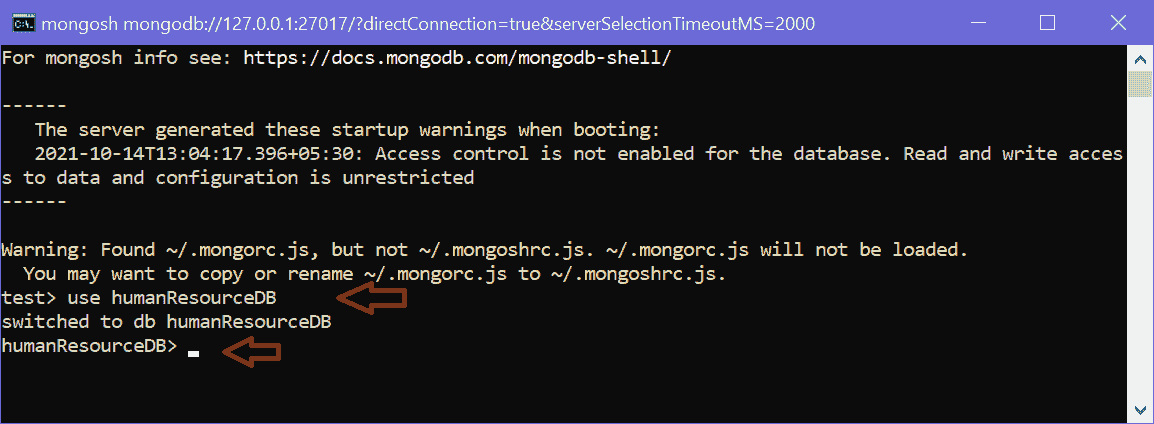 mongosh mongodb://127.0.0.1:27017/?directConnection=true&serverSelectionTimeoutMS=2000
For mongosh info see: https://docs.mongodb.com/mongodb-shell/
------
   The server generated these startup warnings when booting:
   2021-10-14T13:04:17.396+05:30: Access control is not enabled for the database. Read and write acces
s to data and configuration is unrestricted
------
Warning: Found ~/.mongorc.js, but not ~/.mongoshrc.js. ~/.mongorc.js will not be loaded.
  You may want to copy or rename ~/.mongorc.js to ~/.mongoshrc.js.
test> use humanResourceDB
switched to db humanResourceDB
humanResourceDB>